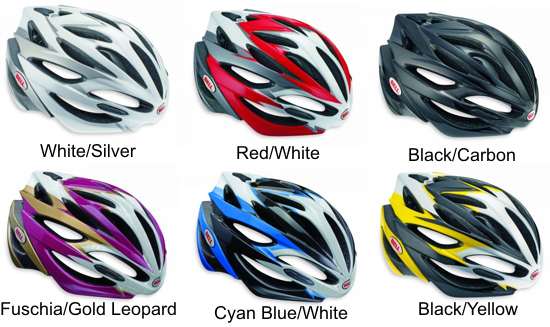 White/Silver
Red/White
Black/Carbon
Fuschia/Gold Leopard
Cyan Blue/White
Black/Yellow